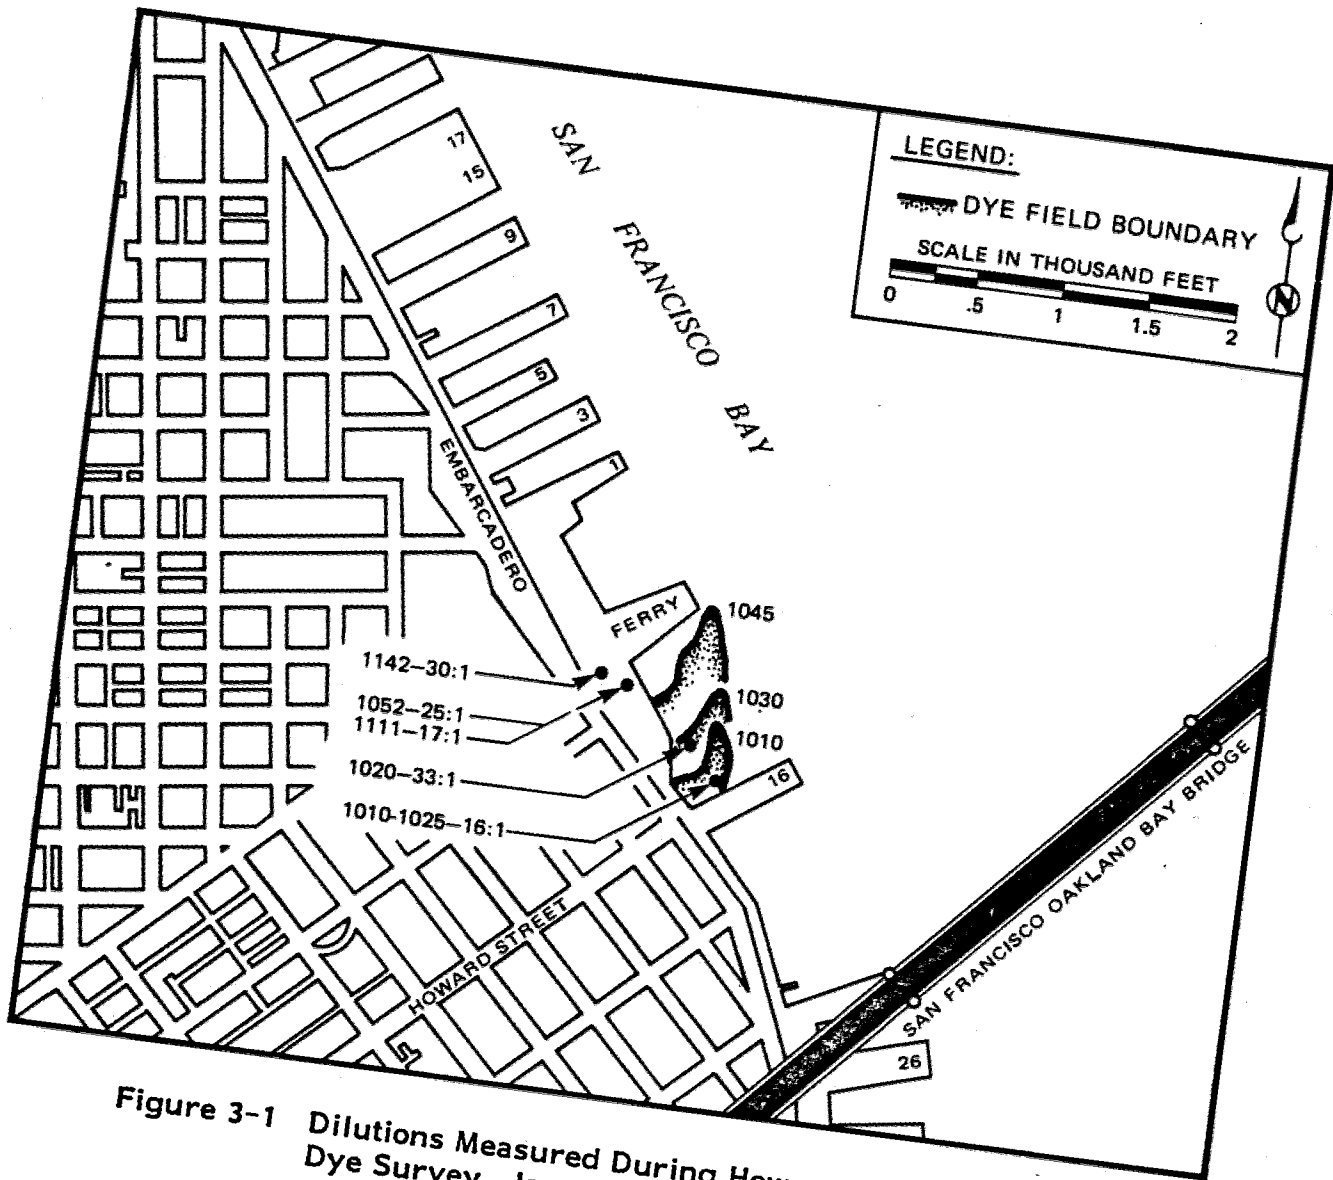 LEGEND:
DYE FIELD BOUNDARY
SCALE IN THOUSAND FEET
0 .5 1 1.5 2
N
SAN FRANCISCO BAY
17
15
9
7
5
3
1
EMBARCADERO
FERRY
1045
1030
1010
16
1142–30:1
1052–25:1
1111–17:1
1020–33:1
1010-1025–16:1
HOWARD STREET
SAN FRANCISCO OAKLAND BAY BRIDGE
26
Figure 3-1 Dilutions Measured During
Dye Survey